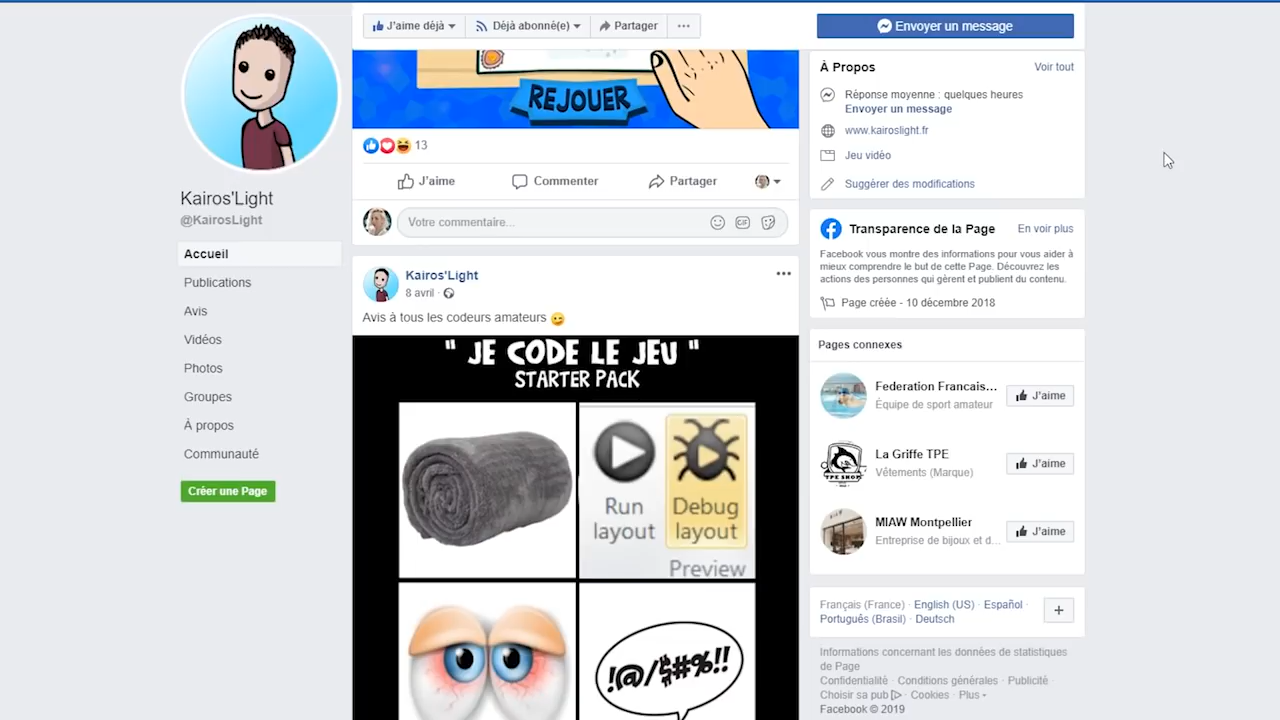 J'aime déjà
Déjà abonné(e)
Partager
Envoyer un message
Kairos'Light
@KairosLight
Accueil
Publications
Avis
Vidéos
Photos
Groupes
À propos
Communauté
Créer une Page
REJOUER
13
J'aime
Commenter
Partager
Votre commentaire...
GIF
Kairos'Light
8 avril ·
Avis à tous les codeurs amateurs
" JE CODE LE JEU "
STARTER PACK
Run layout
Debug layout
Preview
!@/$#%!!
À Propos
Voir tout
Réponse moyenne : quelques heures
Envoyer un message
www.kairoslight.fr
Jeu vidéo
Suggérer des modifications
Transparence de la Page
En voir plus
Facebook vous montre des informations pour vous aider à
mieux comprendre le but de cette Page. Découvrez les
actions des personnes qui gèrent et publient du contenu.
Page créée - 10 décembre 2018
Pages connexes
Federation Francais...
Équipe de sport amateur
J'aime
La Griffe TPE
Vêtements (Marque)
J'aime
TPE SHOP
MIAW Montpellier
Entreprise de bijoux et d...
J'aime
Français (France) · English (US) · Español ·
Português (Brasil) · Deutsch
+
Informations concernant les données de statistiques
de Page
Confidentialité · Conditions générales · Publicité ·
Choisir sa pub · Cookies · Plus
Facebook © 2019